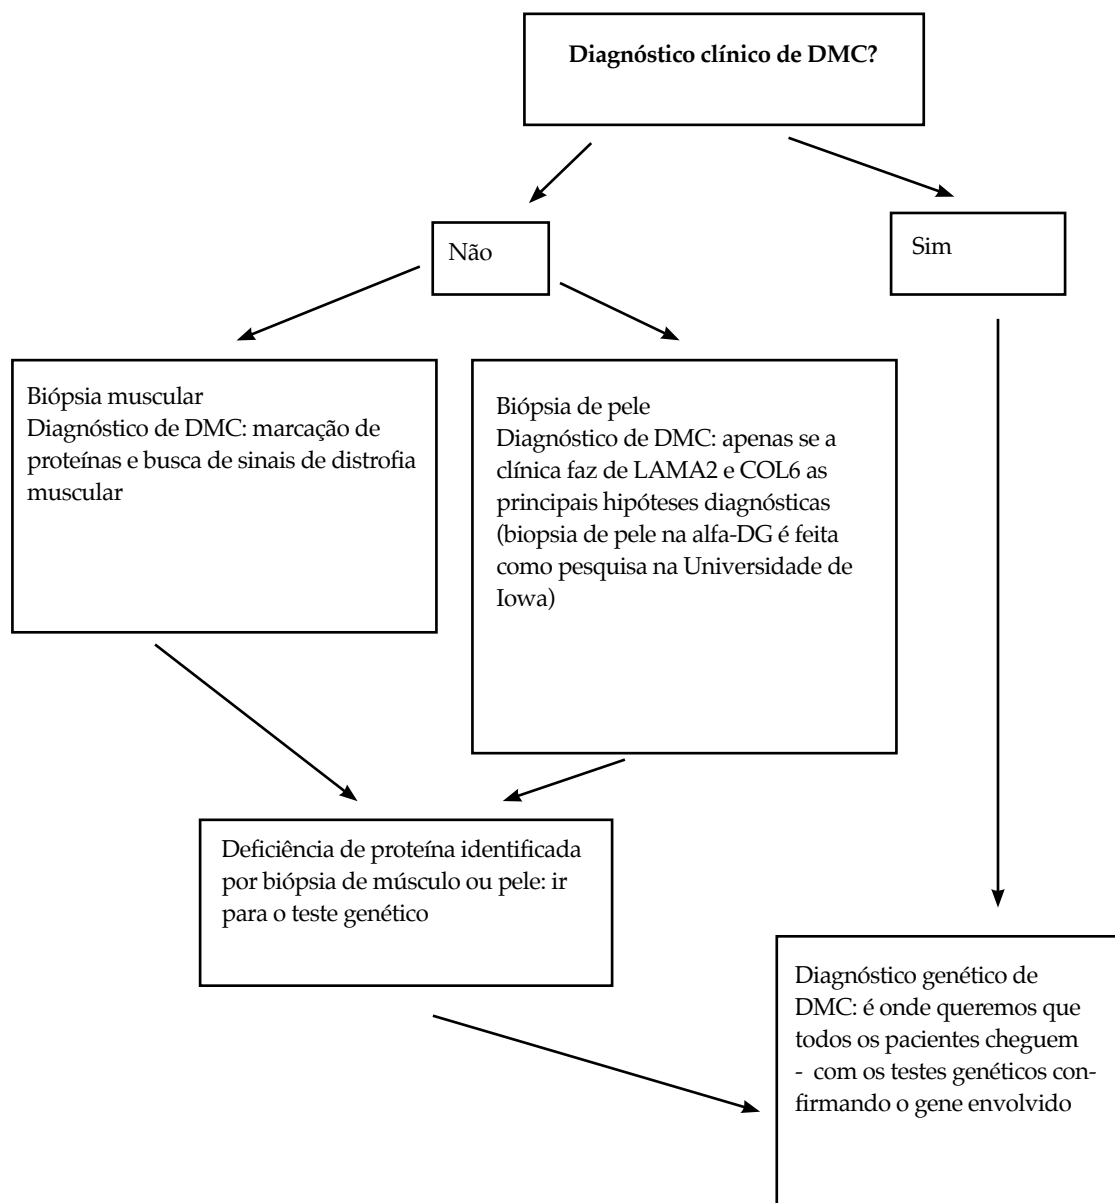 Diagnóstico clínico de DMC?
Não
Sim
Biópsia muscular
Diagnóstico de DMC: marcação de
proteínas e busca de sinais de distrofia
muscular
Biópsia de pele
Diagnóstico de DMC: apenas se a
clínica faz de LAMA2 e COL6 as
principais hipóteses diagnósticas
(biopsia de pele na alfa-DG é feita
como pesquisa na Universidade de
Iowa)
Deficiência de proteína identificada
por biópsia de músculo ou pele: ir
para o teste genético
Diagnóstico genético de
DMC: é onde queremos que
todos os pacientes cheguem
- com os testes genéticos con-
firmando o gene envolvido